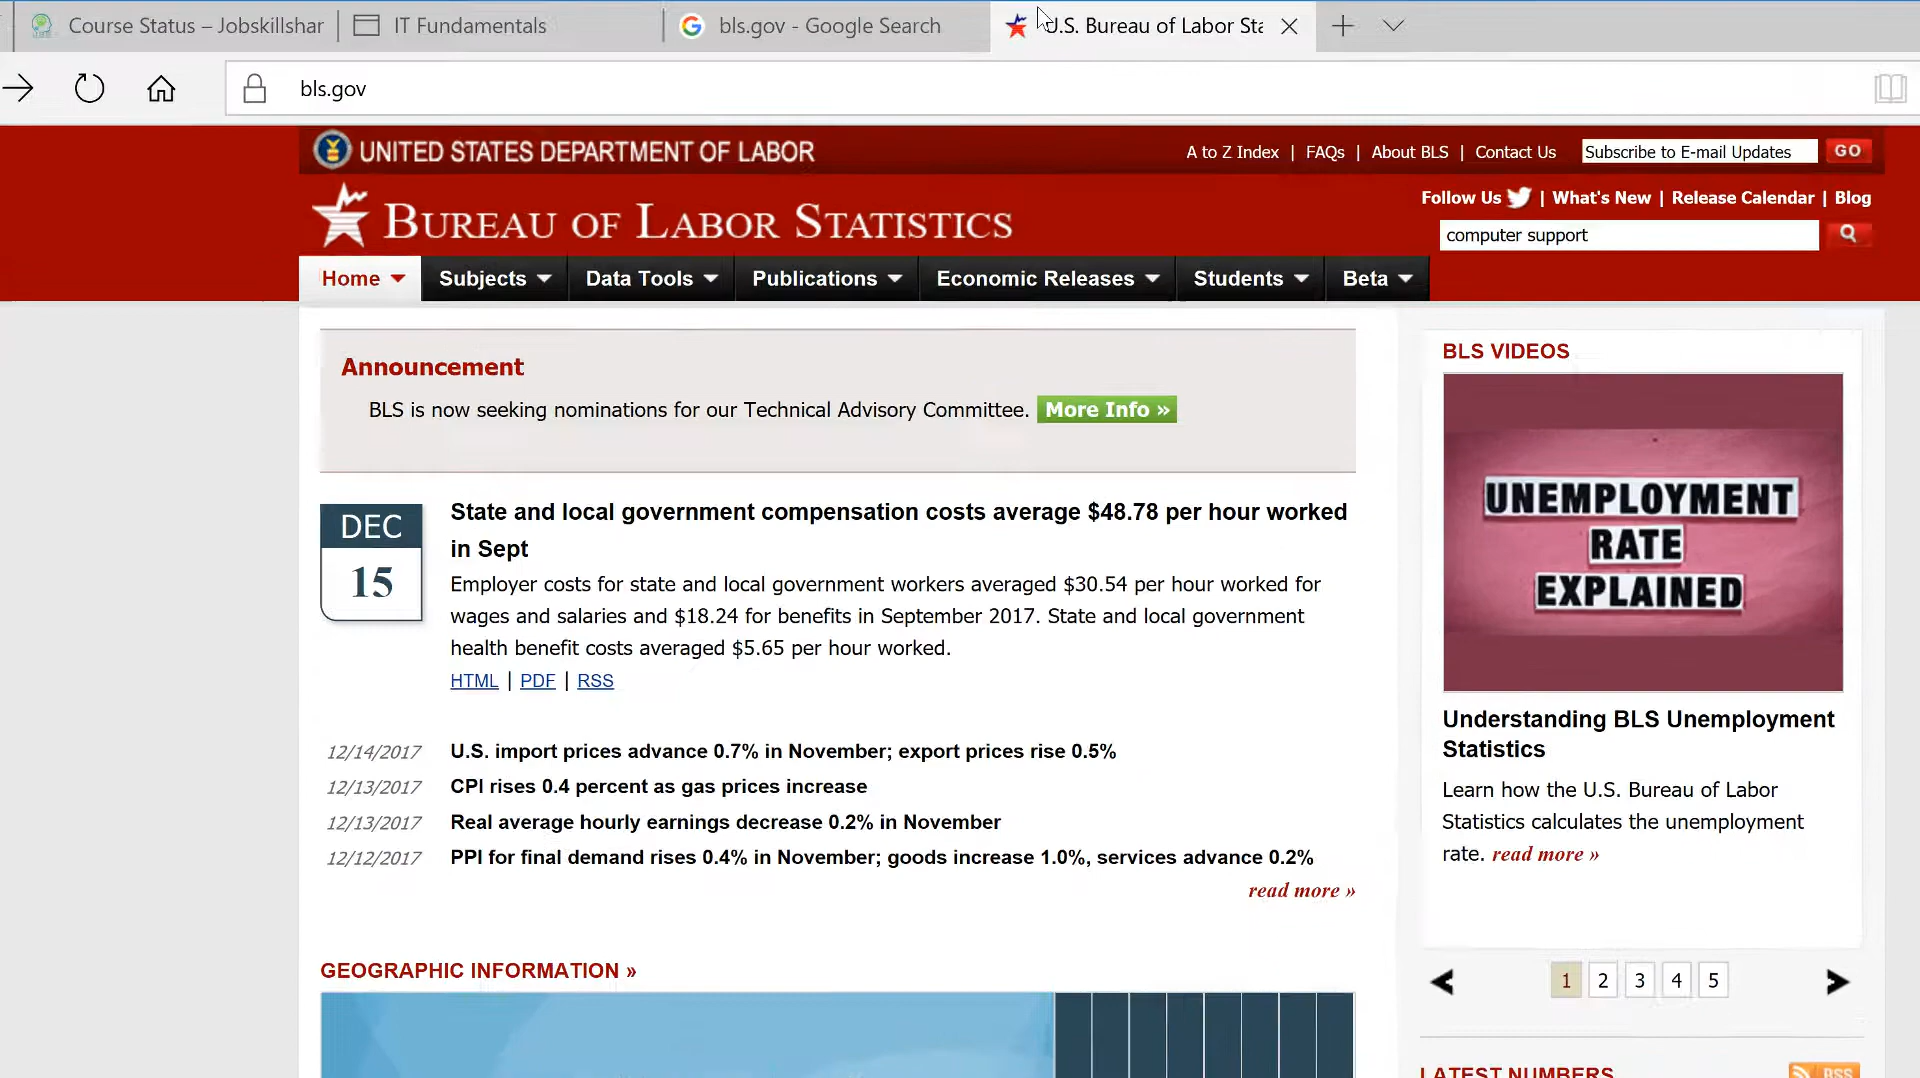 Course Status – Jobskillshar
IT Fundamentals
bls.gov - Google Search
U.S. Bureau of Labor Sta
bls.gov
UNITED STATES DEPARTMENT OF LABOR
A to Z Index | FAQs | About BLS | Contact Us
Subscribe to E-mail Updates
GO
BUREAU OF LABOR STATISTICS
Follow Us | What's New | Release Calendar | Blog
computer support
Home
Subjects
Data Tools
Publications
Economic Releases
Students
Beta
Announcement
BLS is now seeking nominations for our Technical Advisory Committee. More Info »
DEC
15
State and local government compensation costs average $48.78 per hour worked
in Sept
Employer costs for state and local government workers averaged $30.54 per hour worked for
wages and salaries and $18.24 for benefits in September 2017. State and local government
health benefit costs averaged $5.65 per hour worked.
HTML | PDF | RSS
12/14/2017 U.S. import prices advance 0.7% in November; export prices rise 0.5%
12/13/2017 CPI rises 0.4 percent as gas prices increase
12/13/2017 Real average hourly earnings decrease 0.2% in November
12/12/2017 PPI for final demand rises 0.4% in November; goods increase 1.0%, services advance 0.2%
read more »
GEOGRAPHIC INFORMATION »
BLS VIDEOS
UNEMPLOYMENT
RATE
EXPLAINED
Understanding BLS Unemployment
Statistics
Learn how the U.S. Bureau of Labor
Statistics calculates the unemployment
rate. read more »
1 2 3 4 5
LATEST NUMBERS
RSS